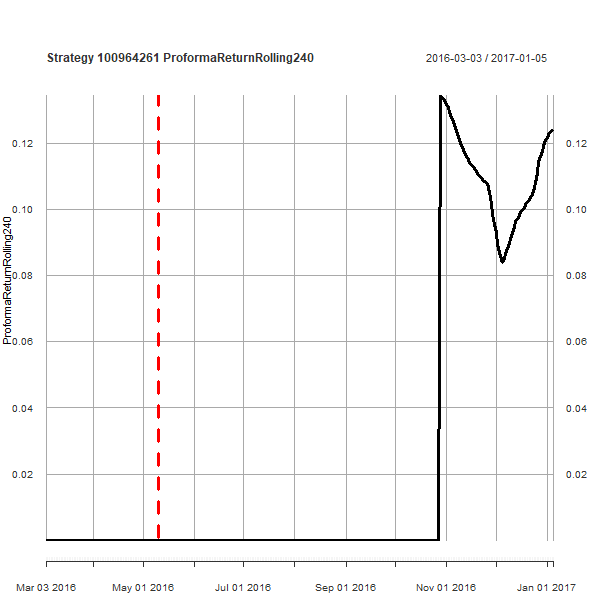 Strategy 100964261 ProformaReturnRolling240
2016-03-03 / 2017-01-05
ProformaReturnRolling240
0.12 0.12
0.10 0.10
0.08 0.08
0.06 0.06
0.04 0.04
0.02 0.02
Mar 03 2016 May 01 2016 Jul 01 2016 Sep 01 2016 Nov 01 2016 Jan 01 2017